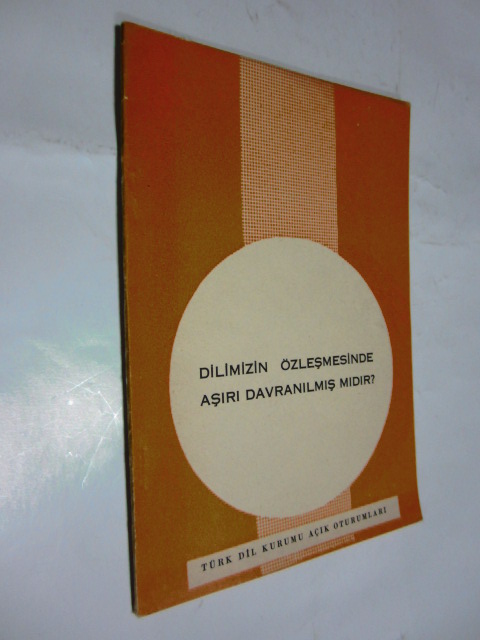 DİLİMİZİN ÖZLEŞMESİNDE
AŞIRI DAVRANILMIŞ MIDIR?
TÜRK DİL KURUMU AÇIK OTURUMLARI